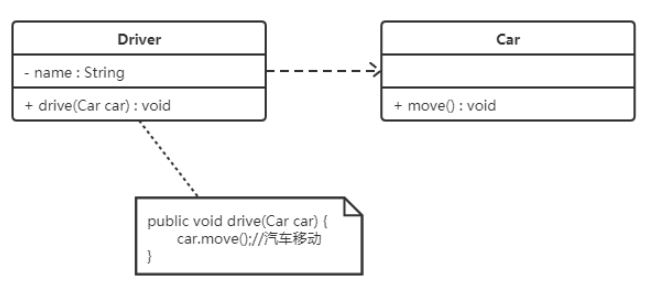 Driver
- name : String
+ drive(Car car) : void
Car
+ move() : void
public void drive(Car car) {
car.move();//汽车移动
}